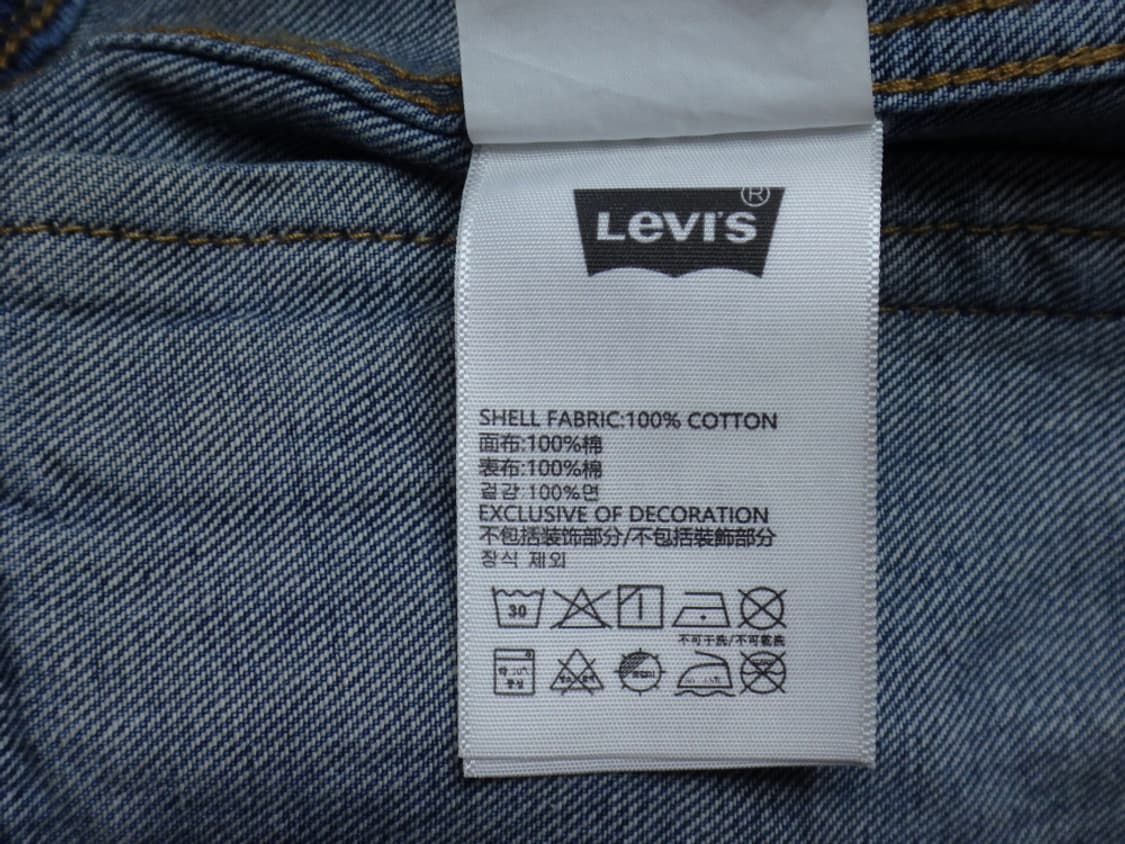 LEVI'S ®
SHELL FABRIC:100% COTTON
面布:100%棉
表布:100%棉
겉감 100%면
EXCLUSIVE OF DECORATION
不包括装饰部分/不包括裝飾部分
장식 제외
30
不可干洗/不可乾洗
중성